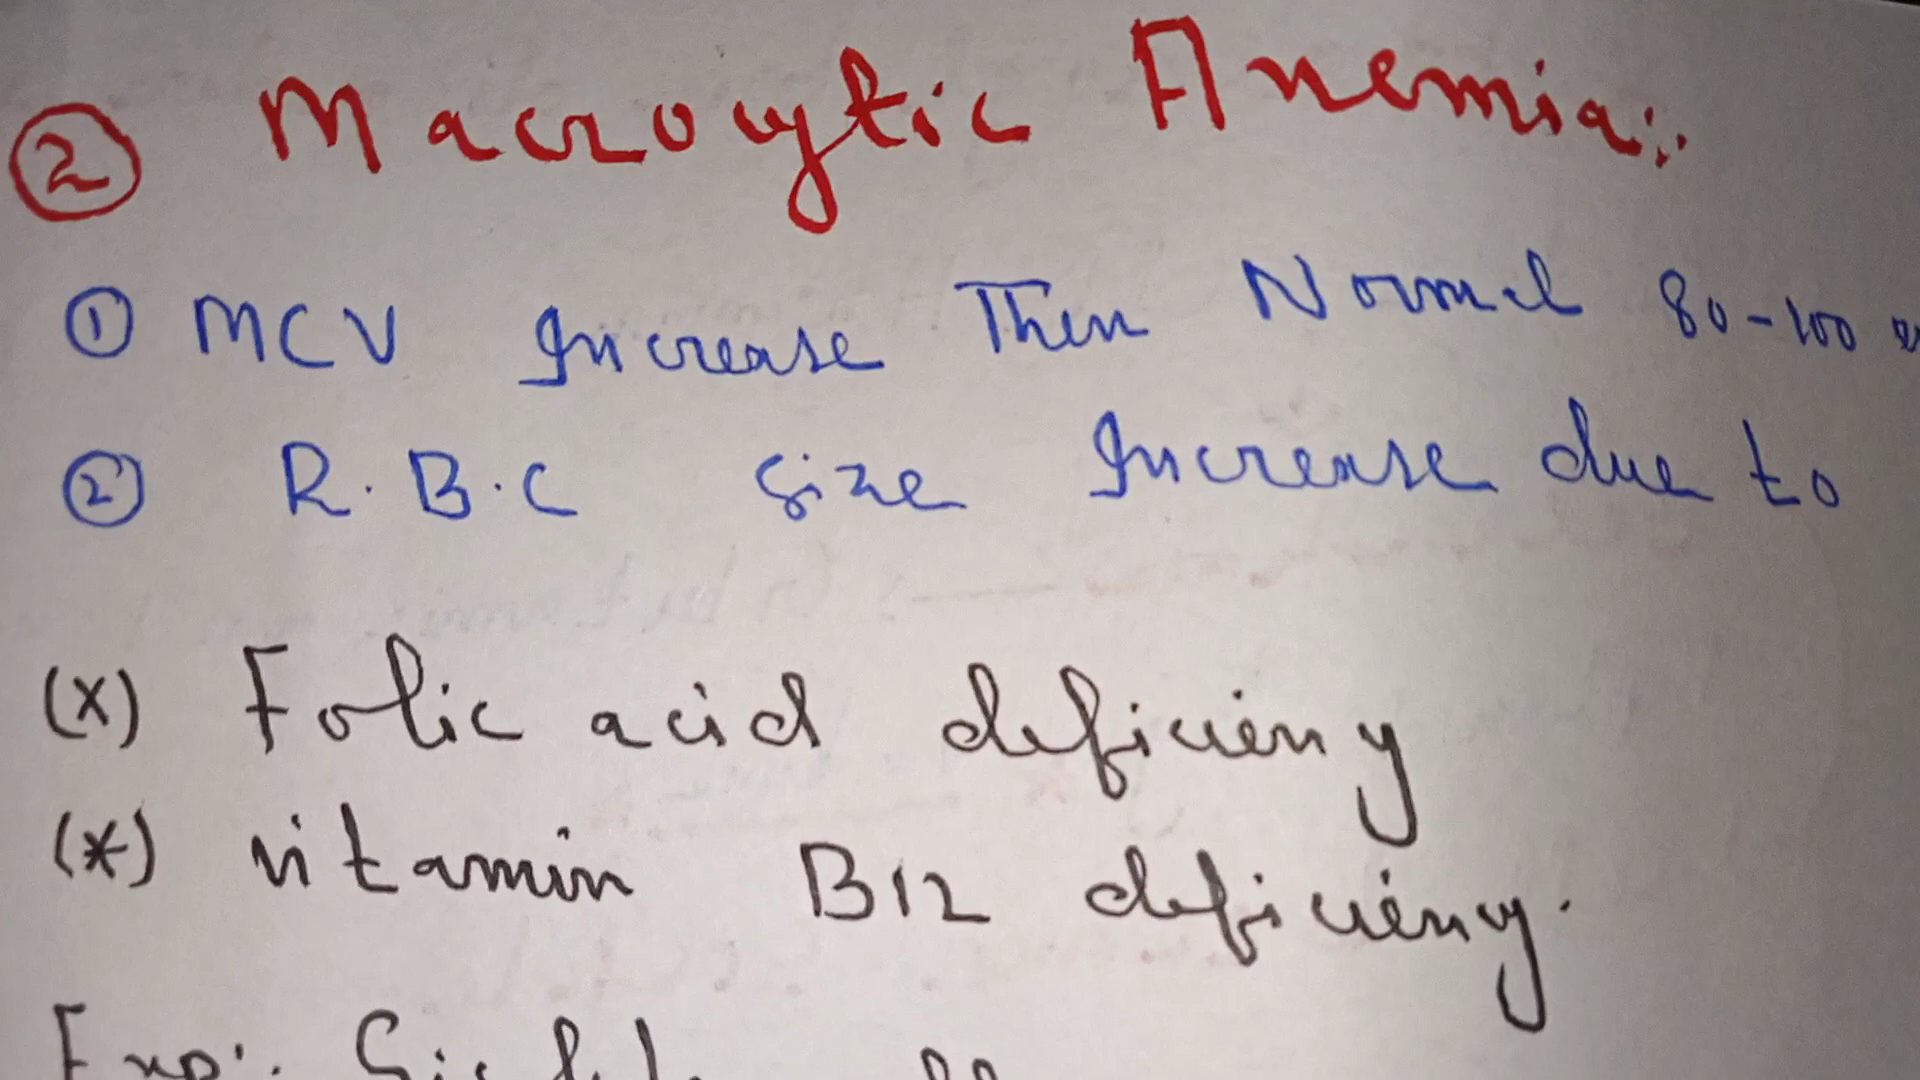 ② Macrocytic Anemia:.
① MCV Increase Then Normal 80-100
② R.B.C size Increase due to
(x) Folic acid deficieny
(*) vitamin B12 deficiency.